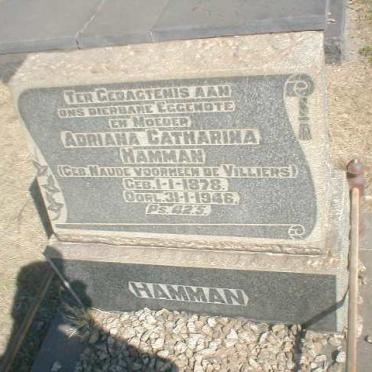 TER GEDAGTENIS AAN
ONS DIERBARE EGGENOTE
EN MOEDER
ADRIANA CATHARINA
HAMMAN
(GEB. NAUDE VOORHEEN DE VILLIERS)
GEB. 1-1-1878.
OORL. 31-1-1946.
PS. 42:5.
HAMMAN